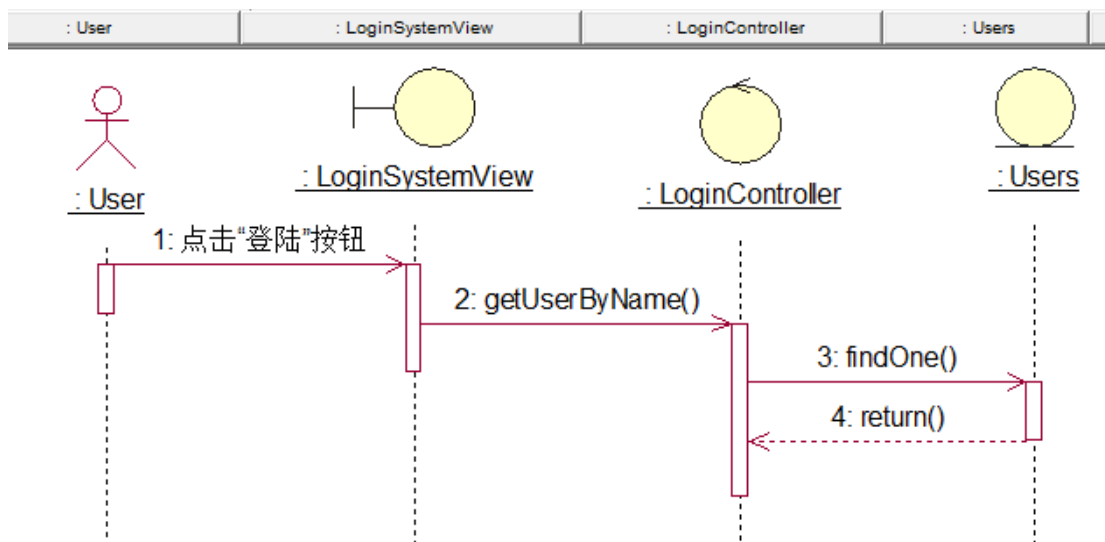 : User : LoginSystemView : LoginController : Users
: LoginSystemView : Users
: User : LoginController
1: 点击“登陆”按钮
2: getUserByName()
3: findOne()
4: return()